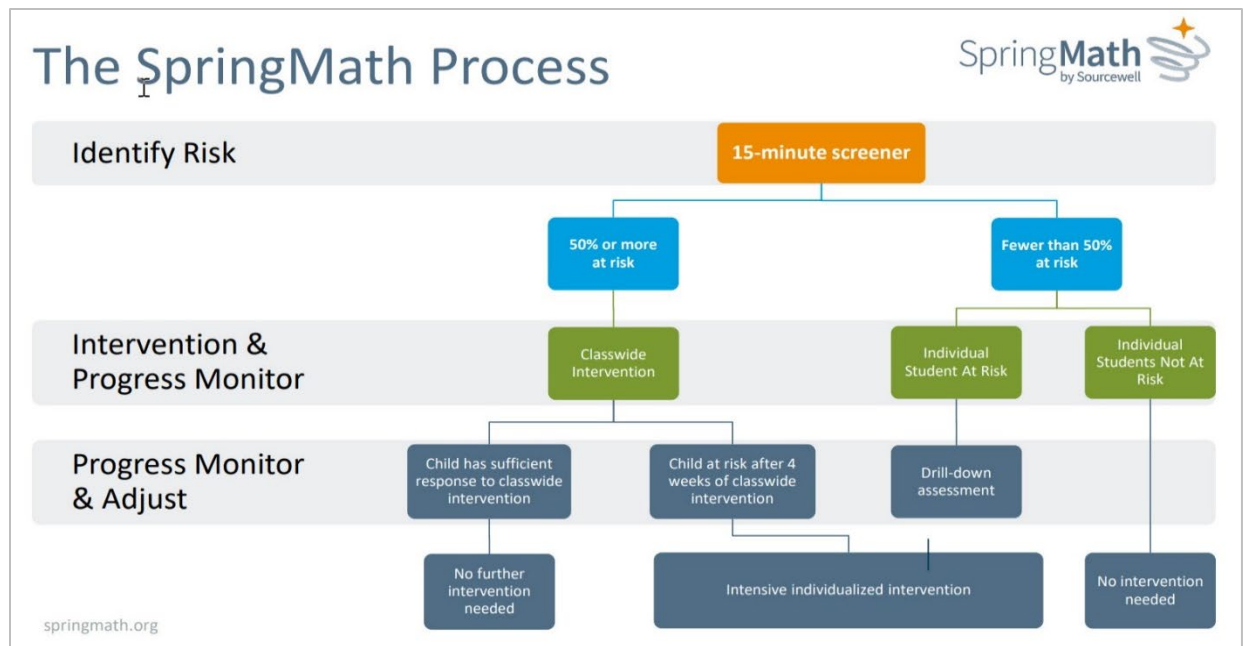 The SpringMath Process
SpringMath
by Sourcewell
Identify Risk
15-minute screener
50% or more
at risk
Fewer than 50%
at risk
Intervention &
Progress Monitor
Classwide
Intervention
Individual
Student At Risk
Individual
Students Not At
Risk
Progress Monitor
& Adjust
Child has sufficient
response to classwide
intervention
Child at risk after 4
weeks of classwide
intervention
Drill-down
assessment
No further
intervention
needed
Intensive individualized intervention
No intervention
needed
springmath.org